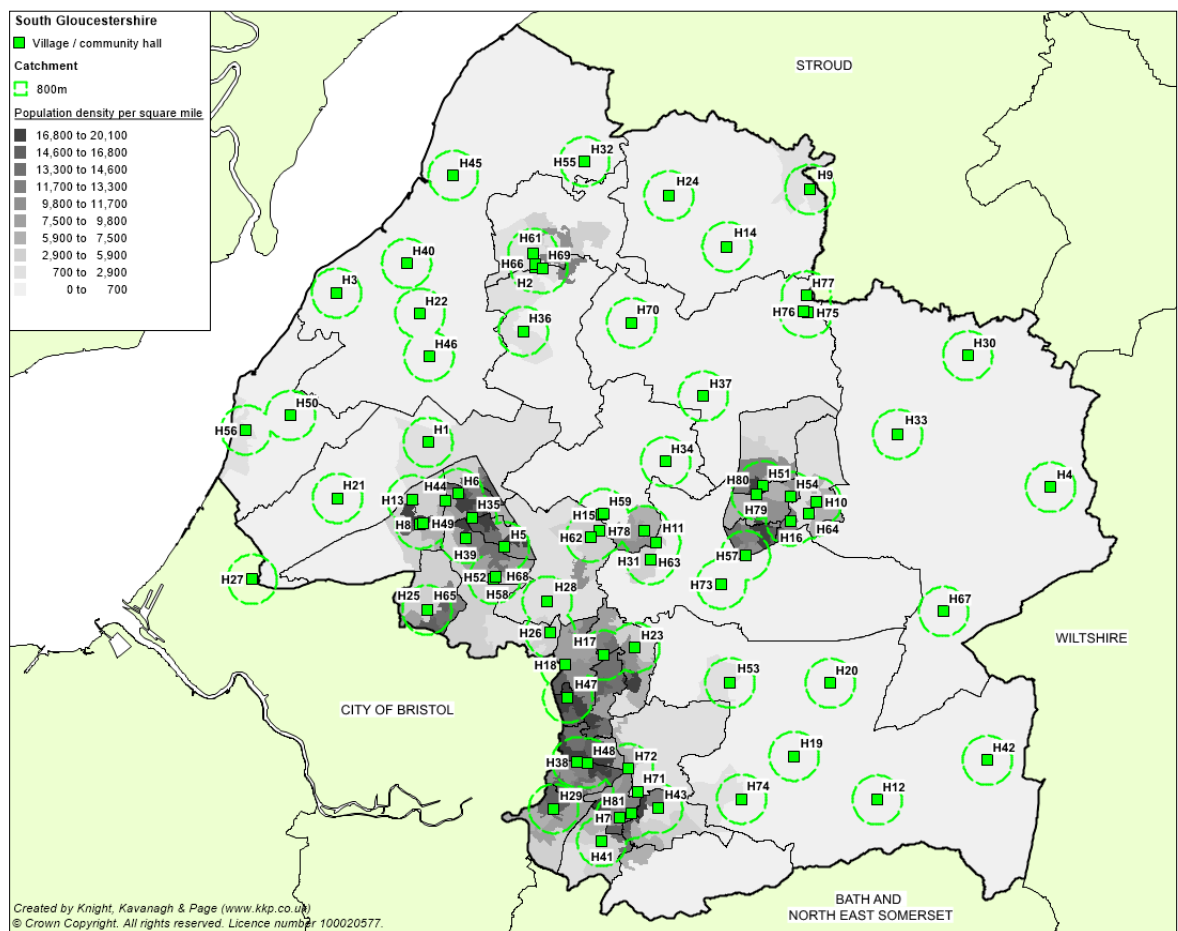 South Gloucestershire
Village / community hall
Catchment
800m
Population density per square mile
16,800 to 20,100
14,600 to 16,800
13,300 to 14,600
11,700 to 13,300
9,800 to 11,700
7,500 to 9,800
5,900 to 7,500
2,900 to 5,900
700 to 2,900
0 to 700
STROUD
H32
H55
H45
H9
H24
H14
H61
H66
H69
H2
H40
H3
H22
H46
H36
H70
H77
H76
H75
H30
H37
H50
H56
H1
H33
H34
H4
H21
H13
H44
H6
H35
H8
H49
H39
H5
H52
H68
H58
H59
H15
H62
H78
H11
H31
H63
H80
H51
H54
H10
H79
H16
H64
H57
H73
H27
H25
H65
H28
H26
H67
WILTSHIRE
H17
H23
H18
H47
CITY OF BRISTOL
H53
H20
H19
H42
H38
H48
H72
H71
H29
H81
H43
H7
H74
H12
H41
BATH AND
NORTH EAST SOMERSET
Created by Knight, Kavanagh & Page (www.kkp.co.uk)
© Crown Copyright. All rights reserved. Licence number 100020577.